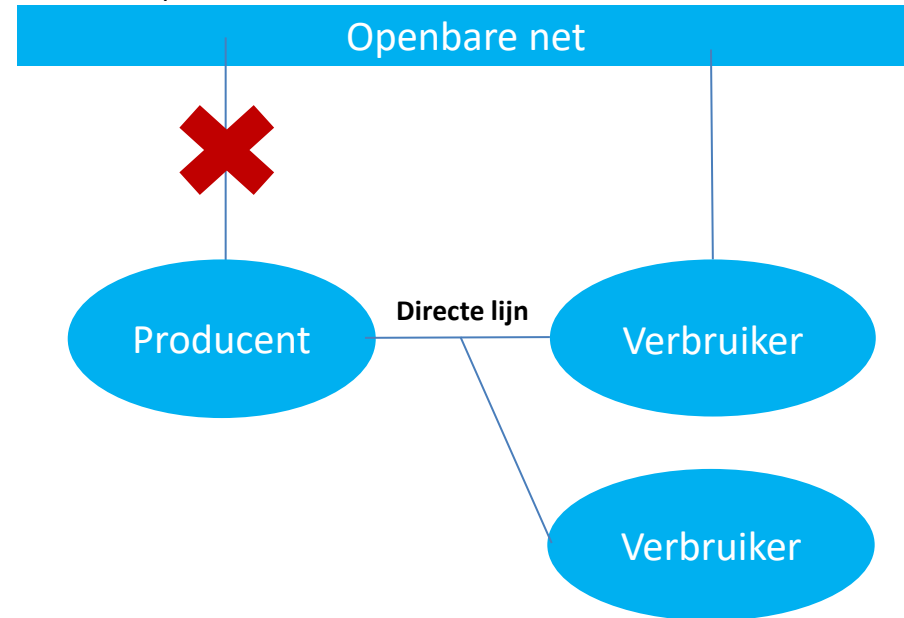 Openbare net
Directe lijn
Producent
Verbruiker
Verbruiker